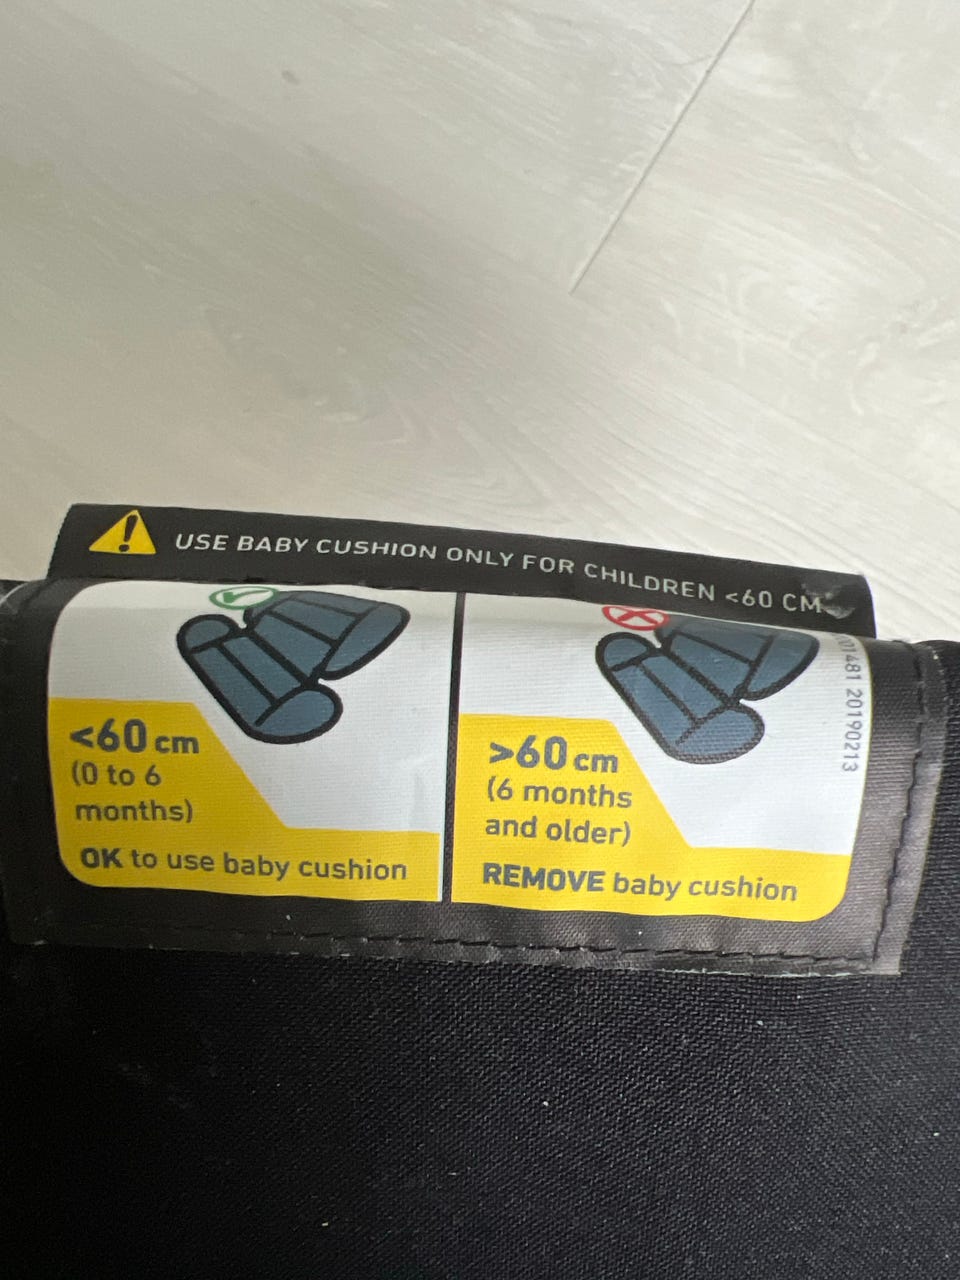 USE BABY CUSHION ONLY FOR CHILDREN <60 CM
<60 cm
(0 to 6
months)
OK to use baby cushion
>60 cm
(6 months
and older)
REMOVE baby cushion
20190213